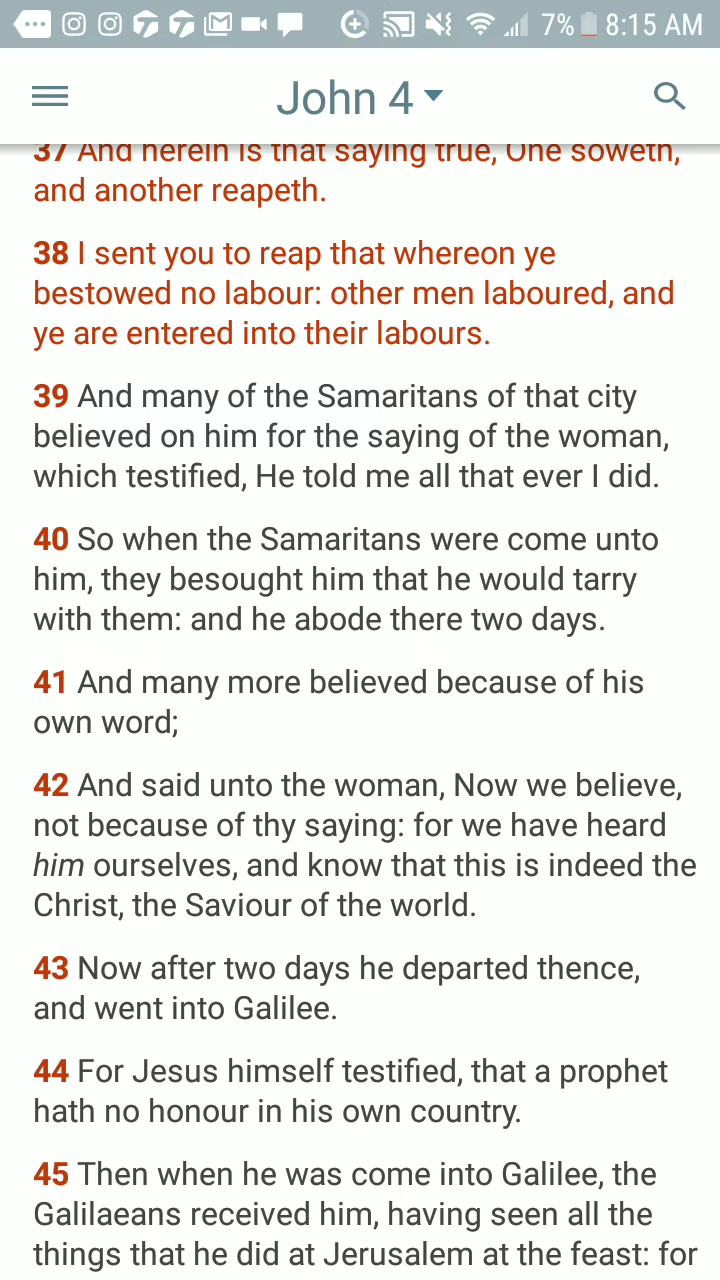 7% 8:15 AM
John 4
37 And herein is that saying true, One soweth,
and another reapeth.
38 I sent you to reap that whereon ye
bestowed no labour: other men laboured, and
ye are entered into their labours.
39 And many of the Samaritans of that city
believed on him for the saying of the woman,
which testified, He told me all that ever I did.
40 So when the Samaritans were come unto
him, they besought him that he would tarry
with them: and he abode there two days.
41 And many more believed because of his
own word;
42 And said unto the woman, Now we believe,
not because of thy saying: for we have heard
him ourselves, and know that this is indeed the
Christ, the Saviour of the world.
43 Now after two days he departed thence,
and went into Galilee.
44 For Jesus himself testified, that a prophet
hath no honour in his own country.
45 Then when he was come into Galilee, the
Galilaeans received him, having seen all the
things that he did at Jerusalem at the feast: for